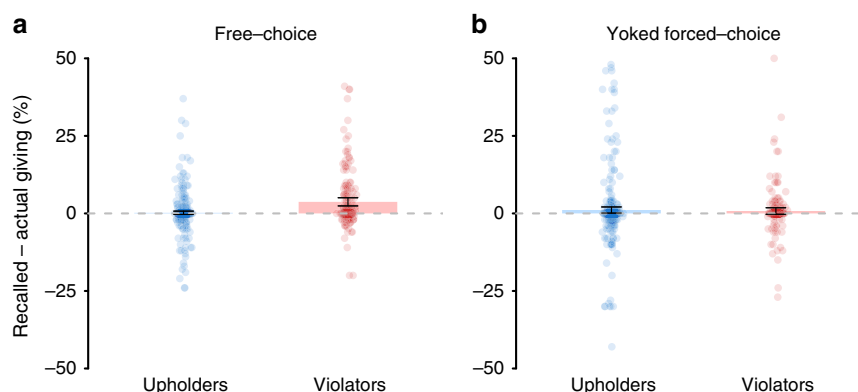 a
Free–choice
50
25
0
–25
–50
Recalled – actual giving (%)
Upholders
Violators
b
Yoked forced–choice
50
25
0
–25
–50
Upholders
Violators